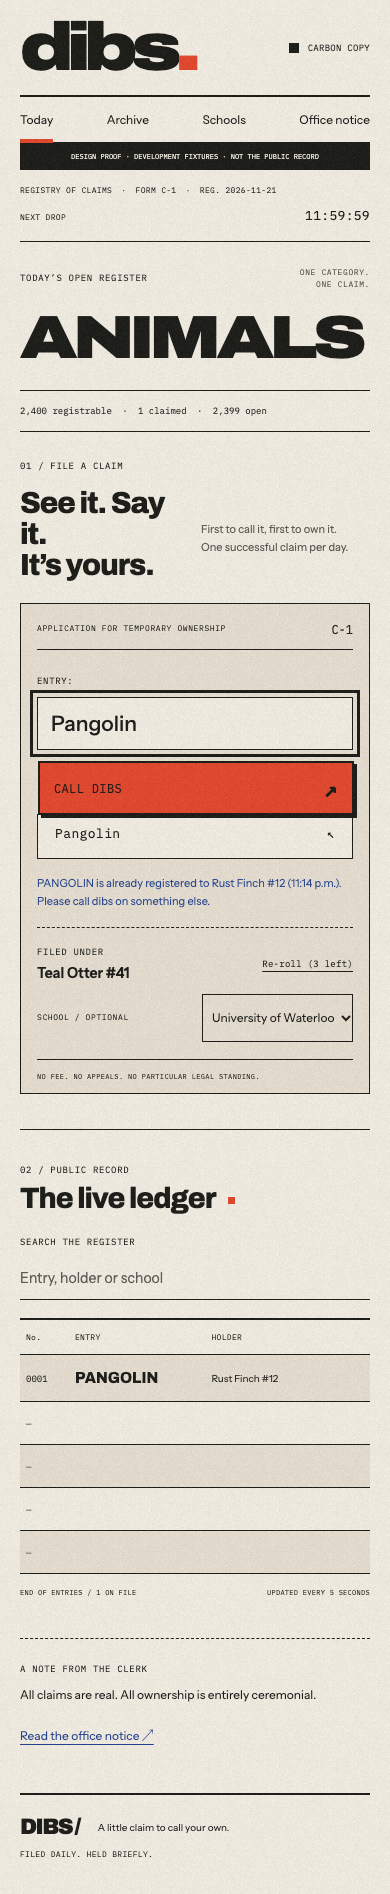 dibs.
CARBON COPY
Today Archive Schools Office notice
DESIGN PROOF · DEVELOPMENT FIXTURES · NOT THE PUBLIC RECORD
REGISTRY OF CLAIMS · FORM C-1 · REG. 2026-11-21
NEXT DROP 11:59:59
TODAY'S OPEN REGISTER
ONE CATEGORY.
ONE CLAIM.
ANIMALS
2,400 registrable · 1 claimed · 2,399 open
01 / FILE A CLAIM
See it. Say
it.
It's yours.
First to call it, first to own it.
One successful claim per day.
APPLICATION FOR TEMPORARY OWNERSHIP C-1
ENTRY:
Pangolin
CALL DIBS ↗
Pangolin ↖
PANGOLIN is already registered to Rust Finch #12 (11:14 p.m.).
Please call dibs on something else.
FILED UNDER
Teal Otter #41
Re-roll (3 left)
SCHOOL / OPTIONAL
University of Waterloo
NO FEE. NO APPEALS. NO PARTICULAR LEGAL STANDING.
02 / PUBLIC RECORD
The live ledger
SEARCH THE REGISTER
Entry, holder or school
No. ENTRY HOLDER
0001 PANGOLIN Rust Finch #12
—
—
—
—
END OF ENTRIES / 1 ON FILE UPDATED EVERY 5 SECONDS
A NOTE FROM THE CLERK
All claims are real. All ownership is entirely ceremonial.
Read the office notice ↗
DIBS/ A little claim to call your own.
FILED DAILY. HELD BRIEFLY.